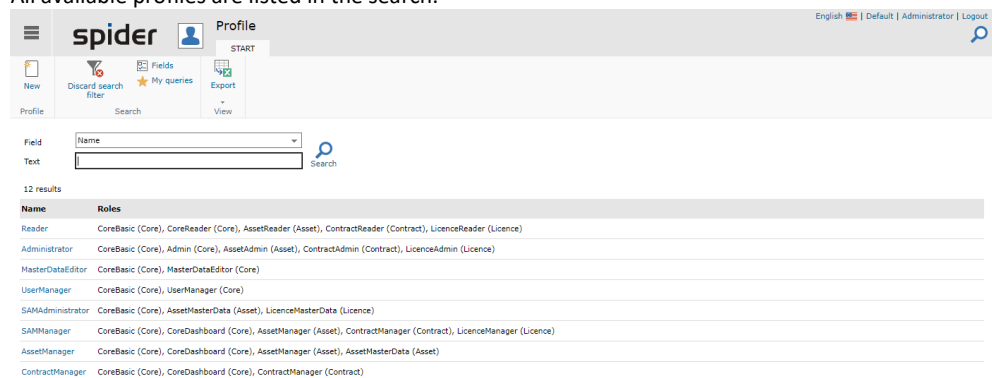 All available profiles are listed in the search.
English | Default | Administrator | Logout
spider
Profile
START
New
Discard search filter
Fields
My queries
Export
Profile
Search
View
Field
Name
Text
Search
12 results
Name Roles
Reader CoreBasic (Core), CoreReader (Core), AssetReader (Asset), ContractReader (Contract), LicenceReader (Licence)
Administrator CoreBasic (Core), Admin (Core), AssetAdmin (Asset), ContractAdmin (Contract), LicenceAdmin (Licence)
MasterDataEditor CoreBasic (Core), MasterDataEditor (Core)
UserManager CoreBasic (Core), UserManager (Core)
SAMAdministrator CoreBasic (Core), AssetMasterData (Asset), LicenceMasterData (Licence)
SAMManager CoreBasic (Core), CoreDashboard (Core), AssetManager (Asset), ContractManager (Contract), LicenceManager (Licence)
AssetManager CoreBasic (Core), CoreDashboard (Core), AssetManager (Asset), AssetMasterData (Asset)
ContractManager CoreBasic (Core), CoreDashboard (Core), ContractManager (Contract)